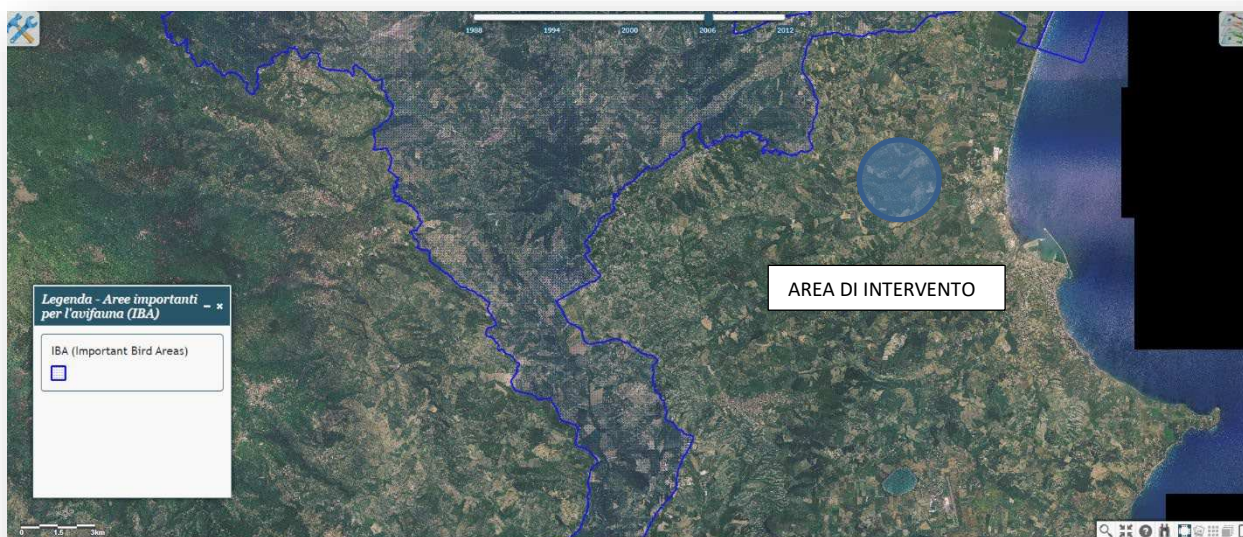 1988 1994 2000 2006 2012
AREA DI INTERVENTO
Legenda - Aree importanti
per l'avifauna (IBA)
IBA (Important Bird Areas)
0 1.5 3km